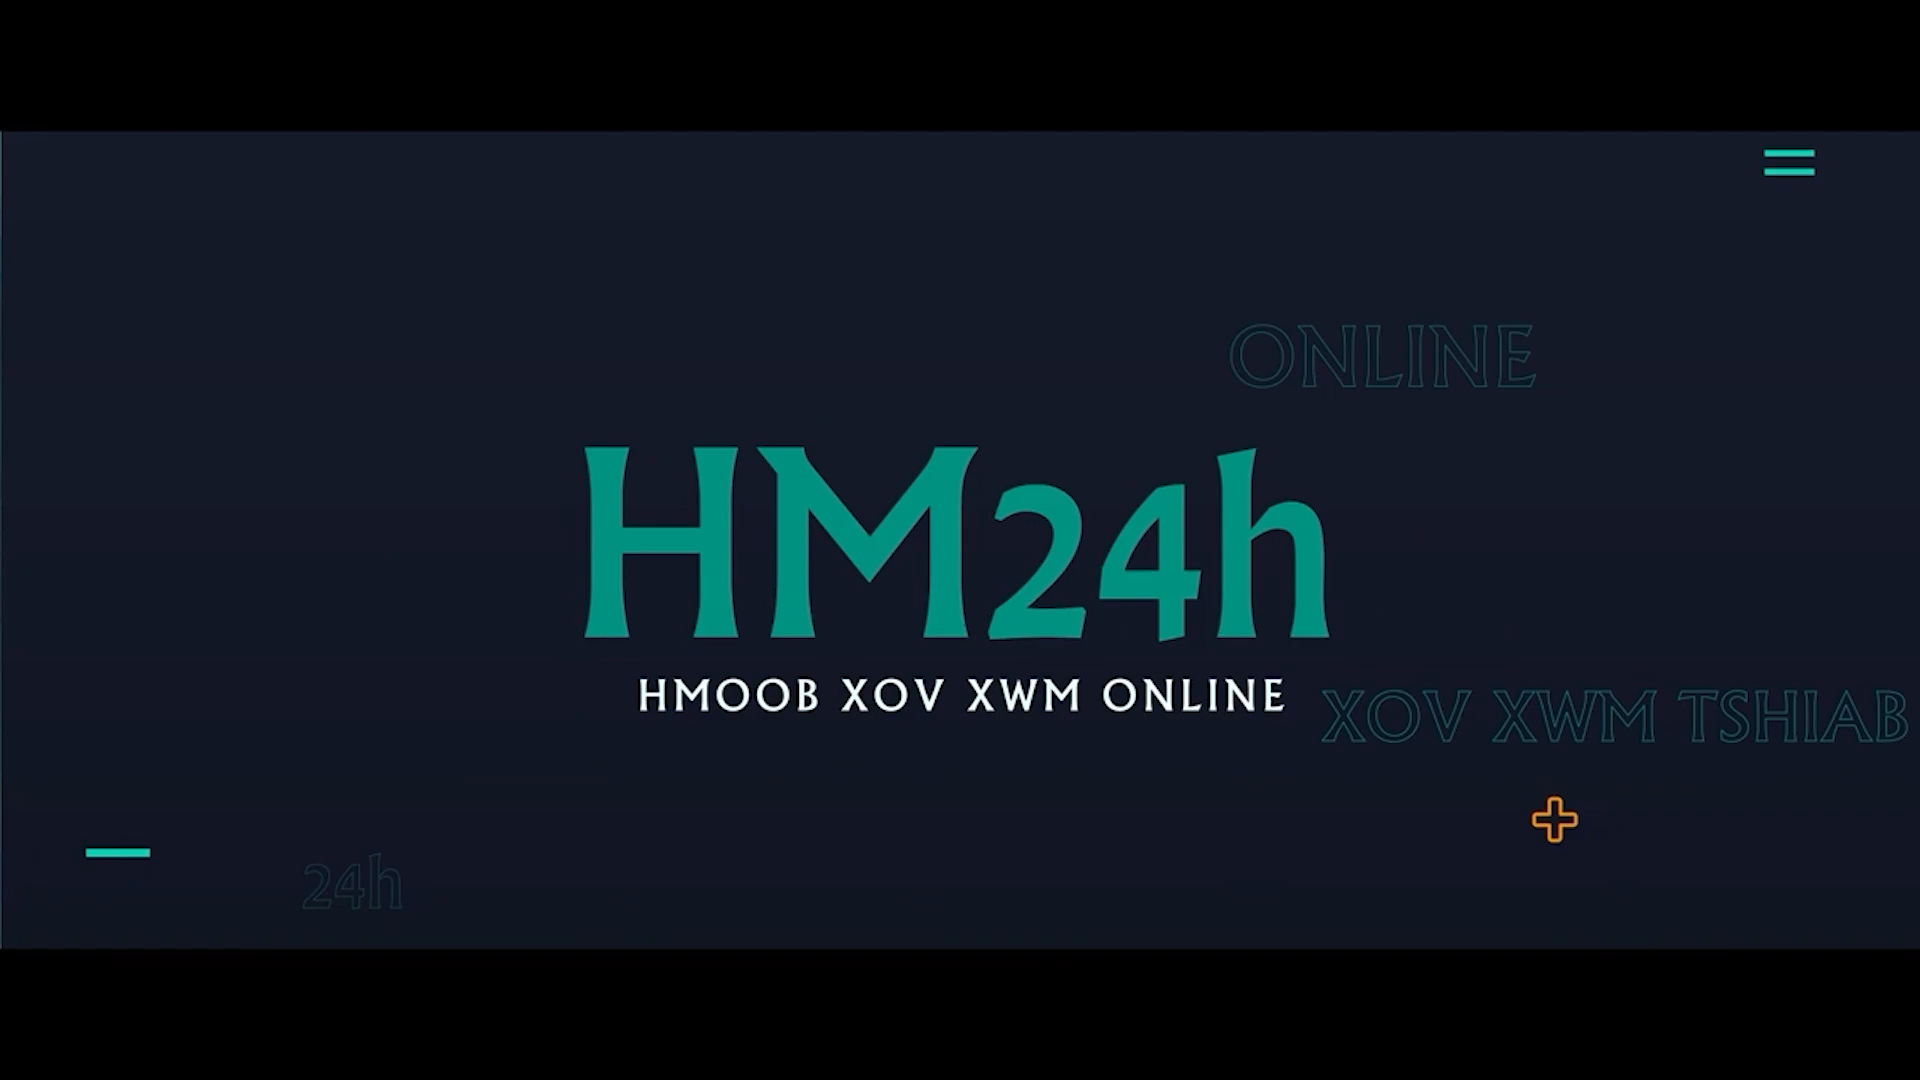 ONLINE
HM24h
HMOOB XOV XWM ONLINE
XOV XWM TSHIAB
24h